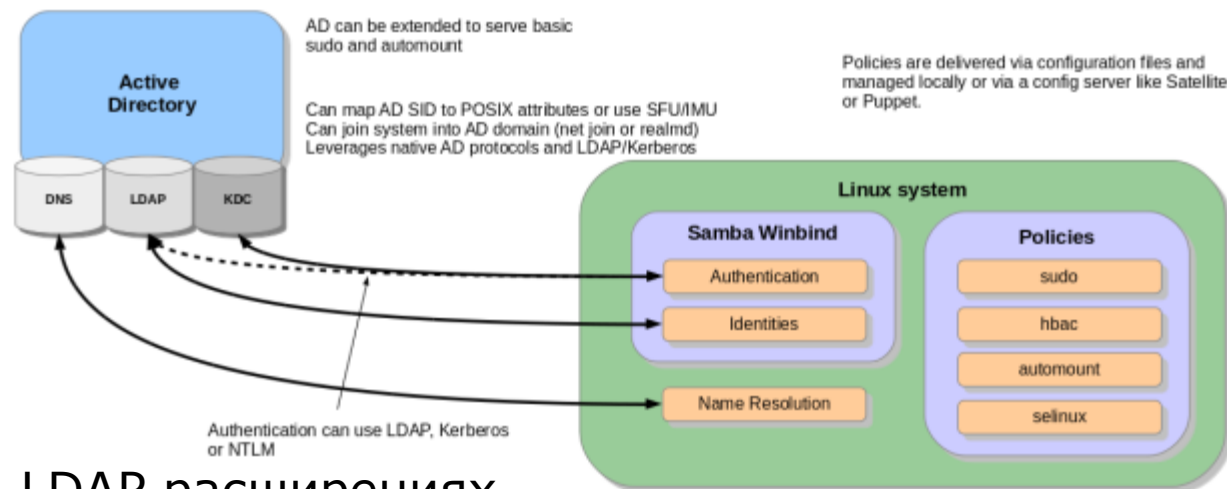 AD can be extended to serve basic
sudo and automount
Policies are delivered via configuration files and
managed locally or via a config server like Satellite
or Puppet.
Active
Directory
Can map AD SID to POSIX attributes or use SFU/IMU
Can join system into AD domain (net join or realmd)
Leverages native AD protocols and LDAP/Kerberos
DNS
LDAP
KDC
Linux system
Samba Winbind
Authentication
Identities
Name Resolution
Policies
sudo
hbac
automount
selinux
Authentication can use LDAP, Kerberos
or NTLM
LDAP расширениях